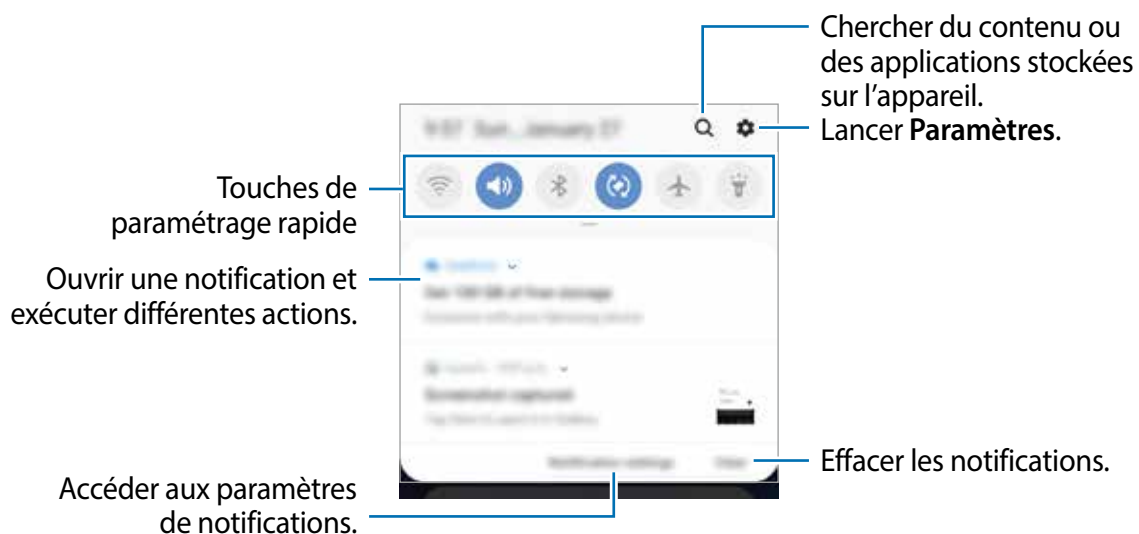 Chercher du contenu ou
des applications stockées
sur l'appareil.
Lancer Paramètres.
Touches de
paramétrage rapide
Ouvrir une notification et
exécuter différentes actions.
Effacer les notifications.
Accéder aux paramètres
de notifications.